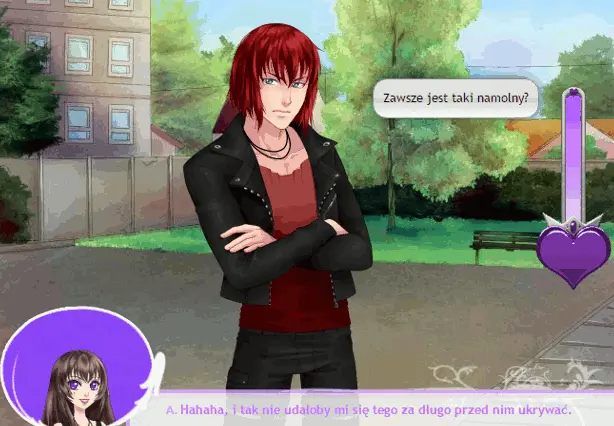 Zawsze jest taki namolny?
A. Hahaha, i tak nie udałoby mi się tego za długo przed nim ukrywać.